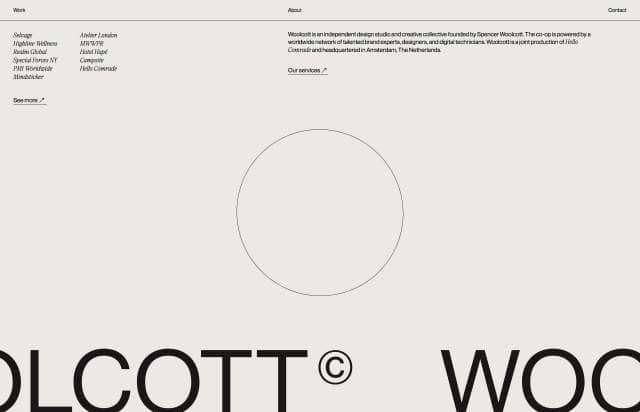 Work
About
Contact
Selvage
Hightine Wellness
Realm Global
Special Forces NY
PMI Worldwide
Mindsticker
Atelier London
MWWPR
Hotel Hapé
Campsite
Hello Comrade
See more ↗
Woolcott is an independent design studio and creative collective founded by Spencer Woolcott. The co-op is powered by a
worldwide network of talented brand experts, designers, and digital technicians. Woolcott is a joint production of Hello
Comrade and headquartered in Amsterdam, The Netherlands.
Our services ↗
OLCOTT© WOO